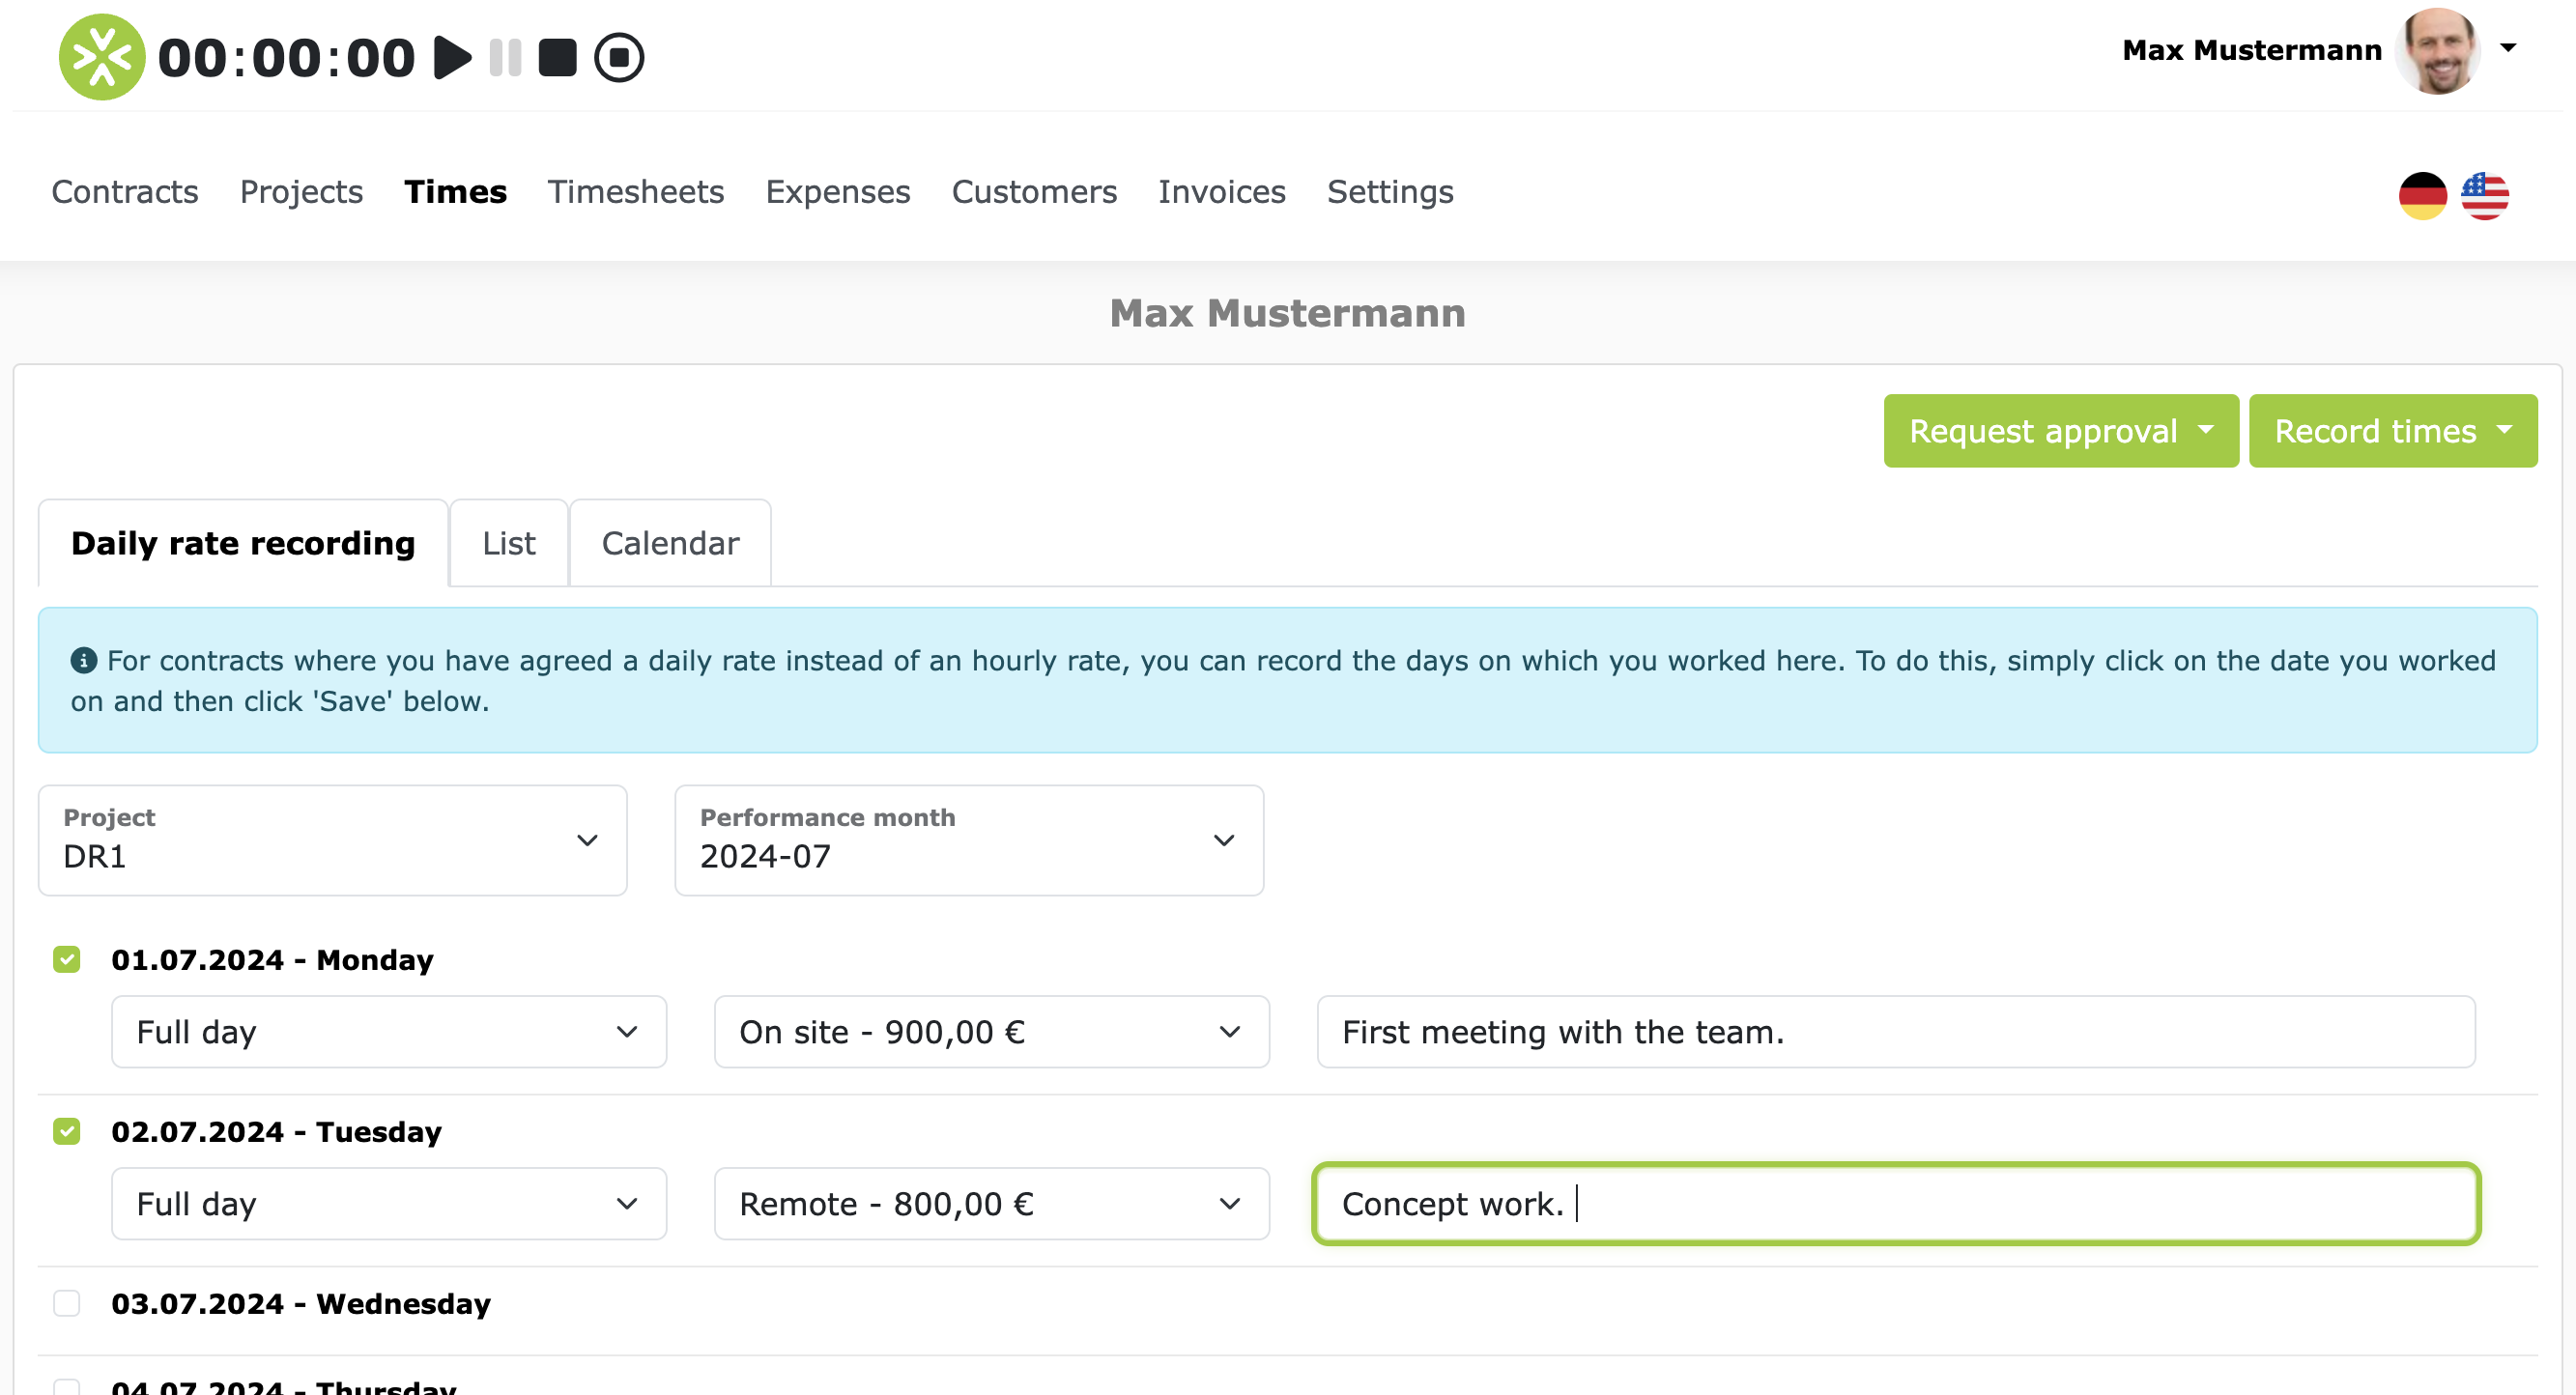 00:00:00
Max Mustermann
Contracts Projects Times Timesheets Expenses Customers Invoices Settings
Max Mustermann
Request approval Record times
Daily rate recording List Calendar
For contracts where you have agreed a daily rate instead of an hourly rate, you can record the days on which you worked here. To do this, simply click on the date you worked
on and then click 'Save' below.
Project
DR1
Performance month
2024-07
01.07.2024 - Monday
Full day On site - 900,00 € First meeting with the team.
02.07.2024 - Tuesday
Full day Remote - 800,00 € Concept work.
03.07.2024 - Wednesday
04.07.2024 - Thursday